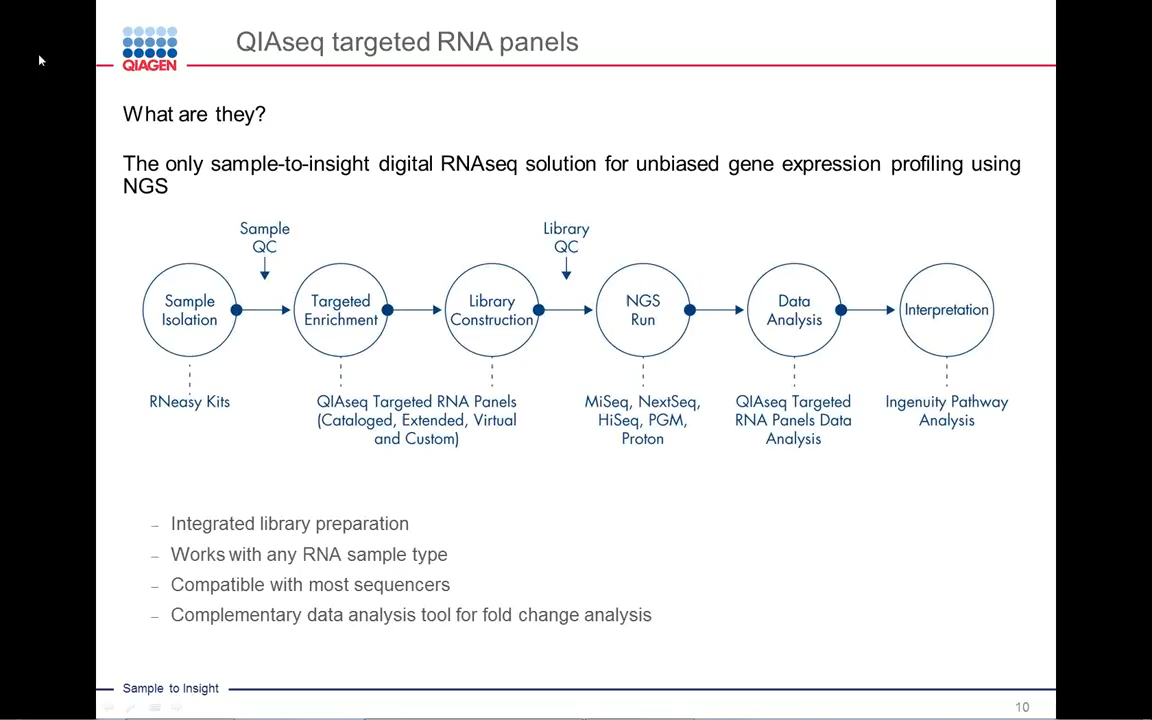 QIAGEN
QIAseq targeted RNA panels
What are they?
The only sample-to-insight digital RNAseq solution for unbiased gene expression profiling using
NGS
Sample
QC
Library
QC
Sample
Isolation
Targeted
Enrichment
Library
Construction
NGS
Run
Data
Analysis
Interpretation
RNeasy Kits
QIAseq Targeted RNA Panels
(Cataloged, Extended, Virtual
and Custom)
MiSeq, NextSeq,
HiSeq, PGM,
Proton
QIAseq Targeted
RNA Panels Data
Analysis
Ingenuity Pathway
Analysis
– Integrated library preparation
– Works with any RNA sample type
– Compatible with most sequencers
– Complementary data analysis tool for fold change analysis
Sample to Insight
10